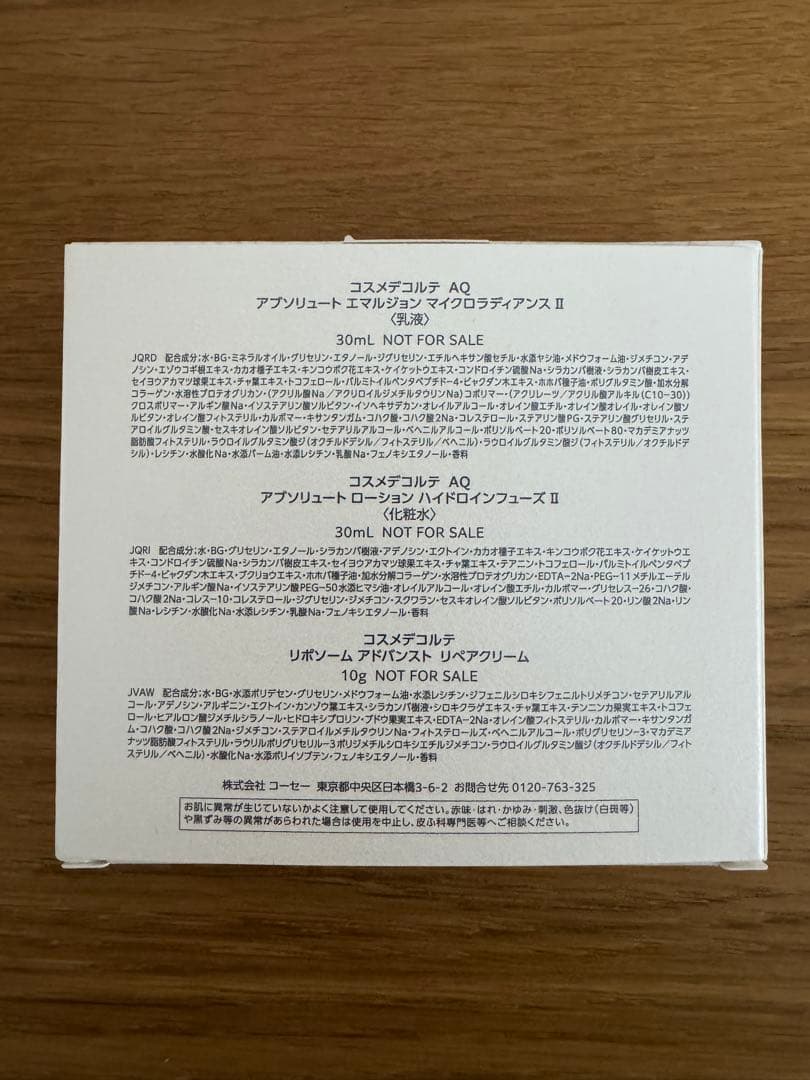 コスメデコルテ AQ
アブソリュート エマルジョン マイクロラディアンス II
〈乳液〉
30mL NOT FOR SALE
JQRD 配合成分;水・BG・ミネラルオイル・グリセリン・エタノール・ジグリセリン・エチルヘキサン酸セチル・水添ヤシ油・メドウフォーム油・ジメチコン・アデ
ノシン・エゾウコギ根エキス・カカオ種子エキス・キンコウボク花エキス・ケイケットウエキス・コンドロイチン硫酸Na・シラカンバ樹液・シラカンバ樹皮エキス・
セイヨウアカマツ球果エキス・チャ葉エキス・トコフェロール・パルミトイルペンタペプチド-4・ビャクダン木エキス・ホホバ種子油・ポリグルタミン酸・加水分解
コラーゲン・水溶性プロテオグリカン・(アクリル酸Na/アクリロイルジメチルタウリンNa)コポリマー・(アクリレーツ/アクリル酸アルキル(C10-30))
クロスポリマー・アルギン酸Na・イソステアリン酸ソルビタン・イソヘキサデカン・オレイルアルコール・オレイン酸エチル・オレイン酸オレイル・オレイン酸ソ
ルビタン・オレイン酸フィトステリル・カルボマー・キサンタンガム・コハク酸・コハク酸2Na・コレステロール・ステアリン酸PG・ステアリン酸グリセリル・ステ
アロイルグルタミン酸・セスキオレイン酸ソルビタン・セテアリルアルコール・ベヘニルアルコール・ポリソルベート20・ポリソルベート80・マカデミアナッツ
脂肪酸フィトステリル・ラウロイルグルタミン酸ジ(オクチルドデシル/フィトステリル/ベヘニル)・ラウロイルグルタミン酸ジ(フィトステリル/オクチルドデ
シル)・レシチン・水酸化Na・水添パーム油・水添レシチン・乳酸Na・フェノキシエタノール・香料
コスメデコルテ AQ
アブソリュート ローション ハイドロインフューズ II
〈化粧水〉
30mL NOT FOR SALE
JQRI 配合成分;水・BG・グリセリン・エタノール・シラカンバ樹液・アデノシン・エクトイン・カカオ種子エキス・キンコウボク花エキス・ケイケットウエ
キス・コンドロイチン硫酸Na・シラカンバ樹皮エキス・セイヨウアカマツ球果エキス・チャ葉エキス・テアニン・トコフェロール・パルミトイルペンタペ
プチド-4・ビャクダン木エキス・ブクリョウエキス・ホホバ種子油・加水分解コラーゲン・水溶性プロテオグリカン・EDTA-2Na・PEG-11メチルエーテル
ジメチコン・アルギン酸Na・イソステアリン酸PEG-50水添ヒマシ油・オレイルアルコール・オレイン酸エチル・カルボマー・グリセレス-26・コハク酸・
コハク酸2Na・コレス-10・コレステロール・ジグリセリン・ジメチコン・スクワラン・セスキオレイン酸ソルビタン・ポリソルベート20・リン酸2Na・リン
酸Na・レシチン・水酸化Na・水添レシチン・乳酸Na・フェノキシエタノール・香料
コスメデコルテ
リポソーム アドバンスト リペアクリーム
10g NOT FOR SALE
JVAW 配合成分;水・BG・水添ポリデセン・グリセリン・メドウフォーム油・水添レシチン・ジフェニルシロキシフェニルトリメチコン・セテアリルアル
コール・アデノシン・アルギニン・エクトイン・カンゾウ葉エキス・シラカンバ樹液・シロキクラゲエキス・チャ葉エキス・テンニンカ果実エキス・トコフェ
ロール・ヒアルロン酸ジメチルシラノール・ヒドロキシプロリン・ブドウ果実エキス・EDTA-2Na・オレイン酸フィトステリル・カルボマー・キサンタンガ
ム・コハク酸・コハク酸2Na・ジメチコン・ステアロイルメチルタウリンNa・フィトステロールズ・ベヘニルアルコール・ポリグリセリン-3・マカデミ
アナッツ脂肪酸フィトステリル・ラウリルポリグリセリル-3ポリジメチルシロキシエチルジメチコン・ラウロイルグルタミン酸ジ(オクチルドデシル/フィト
ステリル/ベヘニル)・水酸化Na・水添ポリイソブテン・フェノキシエタノール・香料
株式会社 コーセー 東京都中央区日本橋3-6-2 お問合せ先 0120-763-325
お肌に異常が生じていないかよく注意して使用してください。赤味・はれ・かゆみ・刺激、色抜け(白斑等)
や黒ずみ等の異常があらわれた場合は使用を中止し、皮ふ科専門医等へご相談ください。